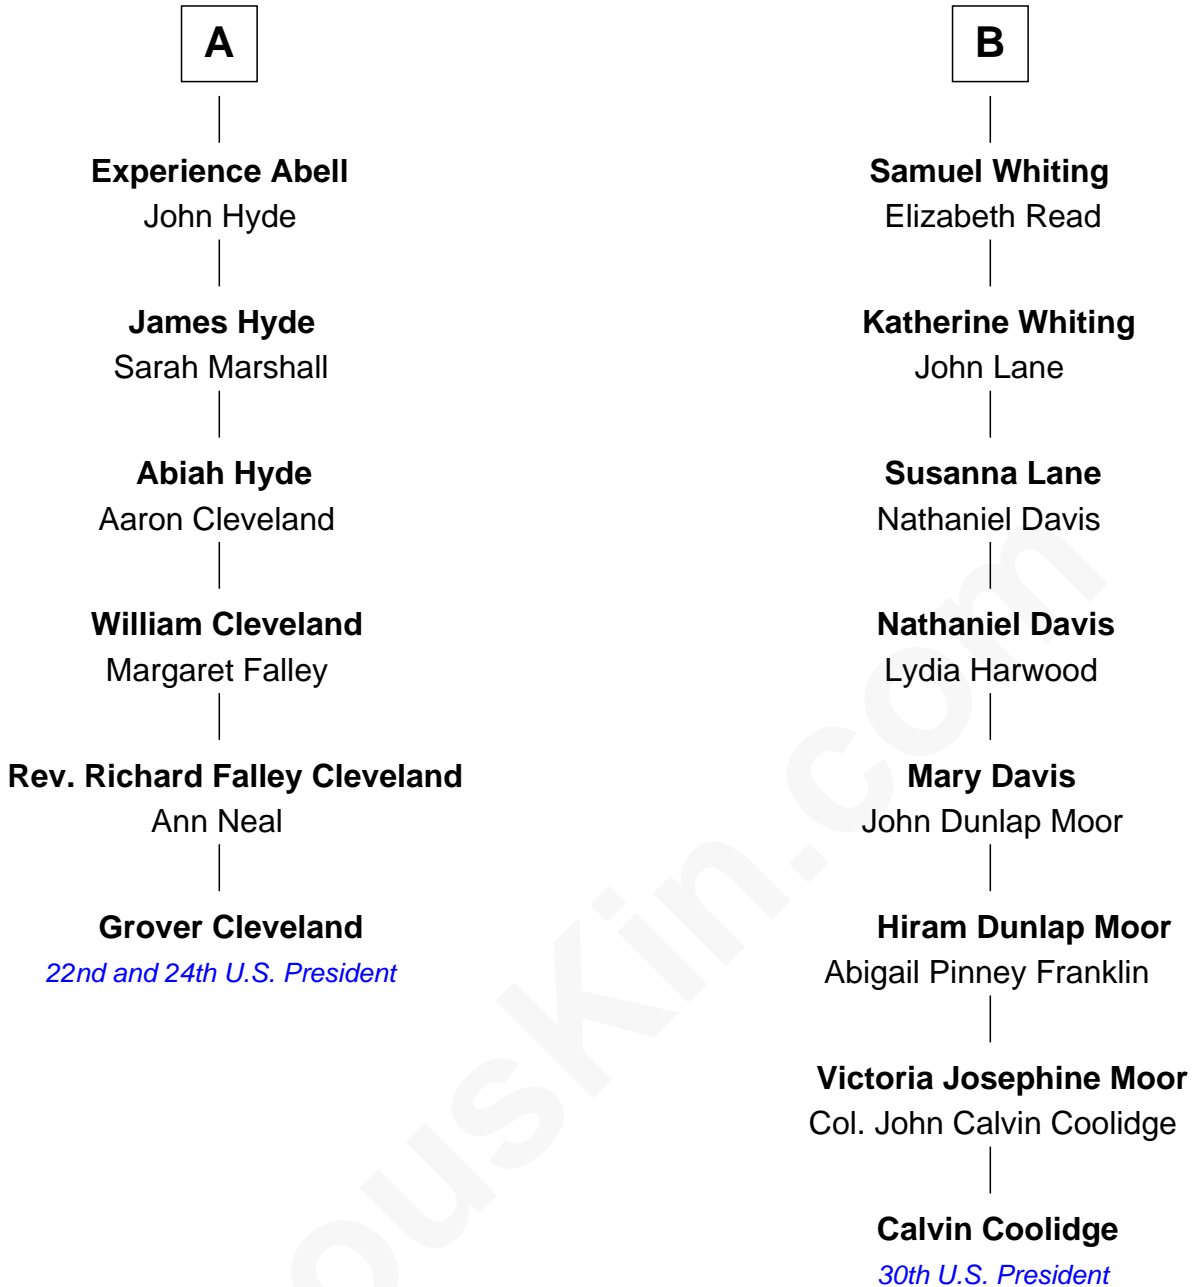 A
Experience Abell
John Hyde
James Hyde
Sarah Marshall
Abiah Hyde
Aaron Cleveland
William Cleveland
Margaret Falley
Rev. Richard Falley Cleveland
Ann Neal
Grover Cleveland
22nd and 24th U.S. President
B
Samuel Whiting
Elizabeth Read
Katherine Whiting
John Lane
Susanna Lane
Nathaniel Davis
Nathaniel Davis
Lydia Harwood
Mary Davis
John Dunlap Moor
Hiram Dunlap Moor
Abigail Pinney Franklin
Victoria Josephine Moor
Col. John Calvin Coolidge
Calvin Coolidge
30th U.S. President
ousKin.com